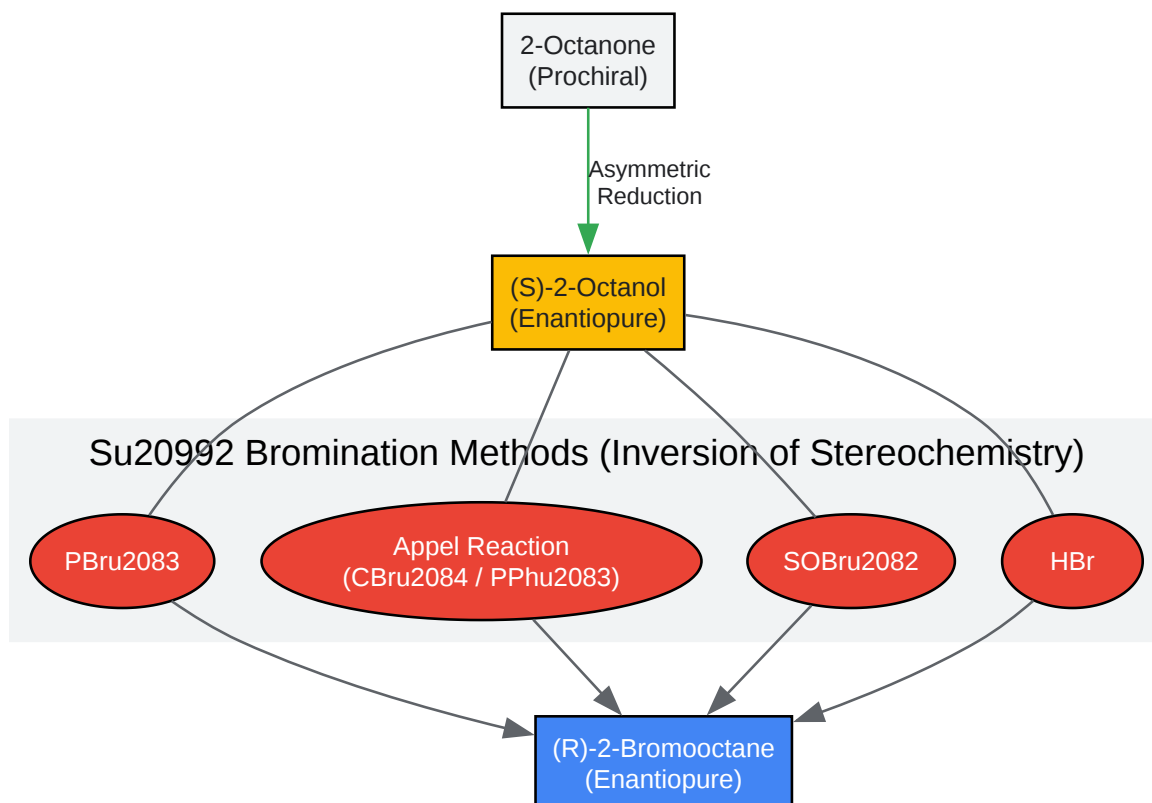 2-Octanone
(Prochiral)
Asymmetric
Reduction
(S)-2-Octanol
(Enantiopure)
Su20992 Bromination Methods (Inversion of Stereochemistry)
PBru2083
Appel Reaction
(CBru2084 / PPhu2083)
SOBru2082
HBr
(R)-2-Bromooctane
(Enantiopure)